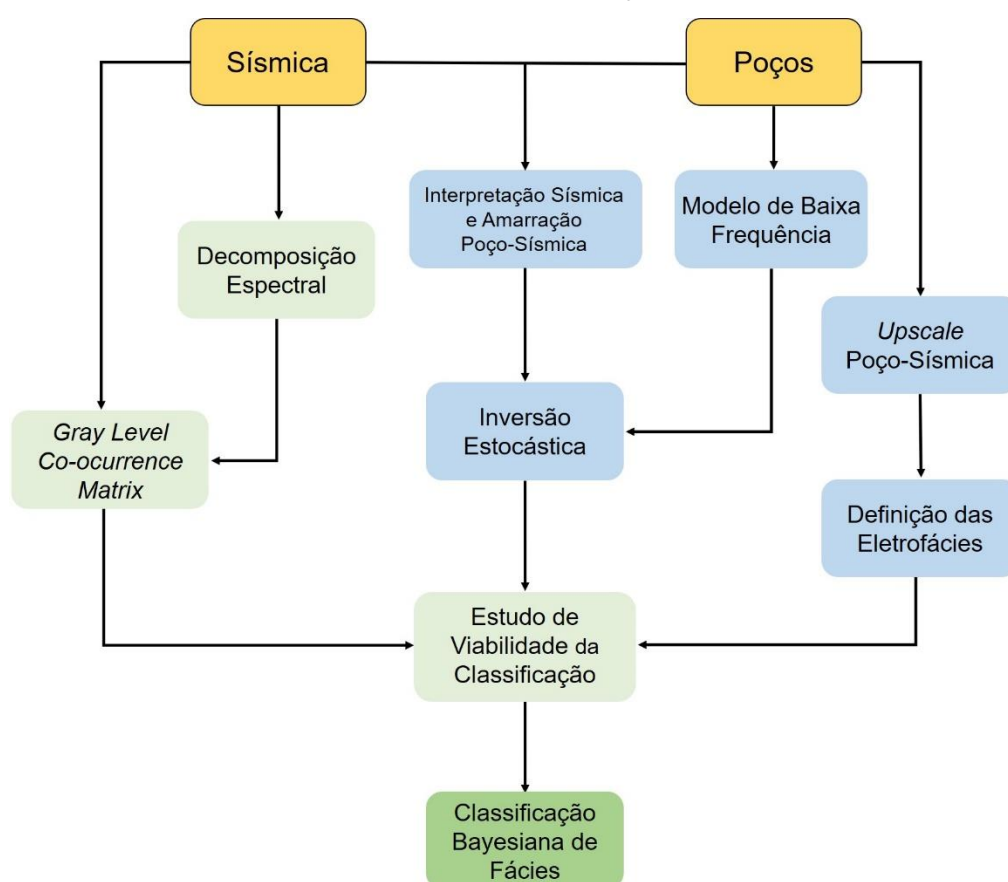 Sísmica
Poços
Interpretação Sísmica
e Amarração
Poço-Sísmica
Modelo de Baixa
Frequência
Decomposição
Espectral
Upscale
Poço-Sísmica
Gray Level
Co-ocurrence
Matrix
Inversão
Estocástica
Definição das
Eletrofácies
Estudo de
Viabilidade da
Classificação
Classificação
Bayesiana de
Fácies